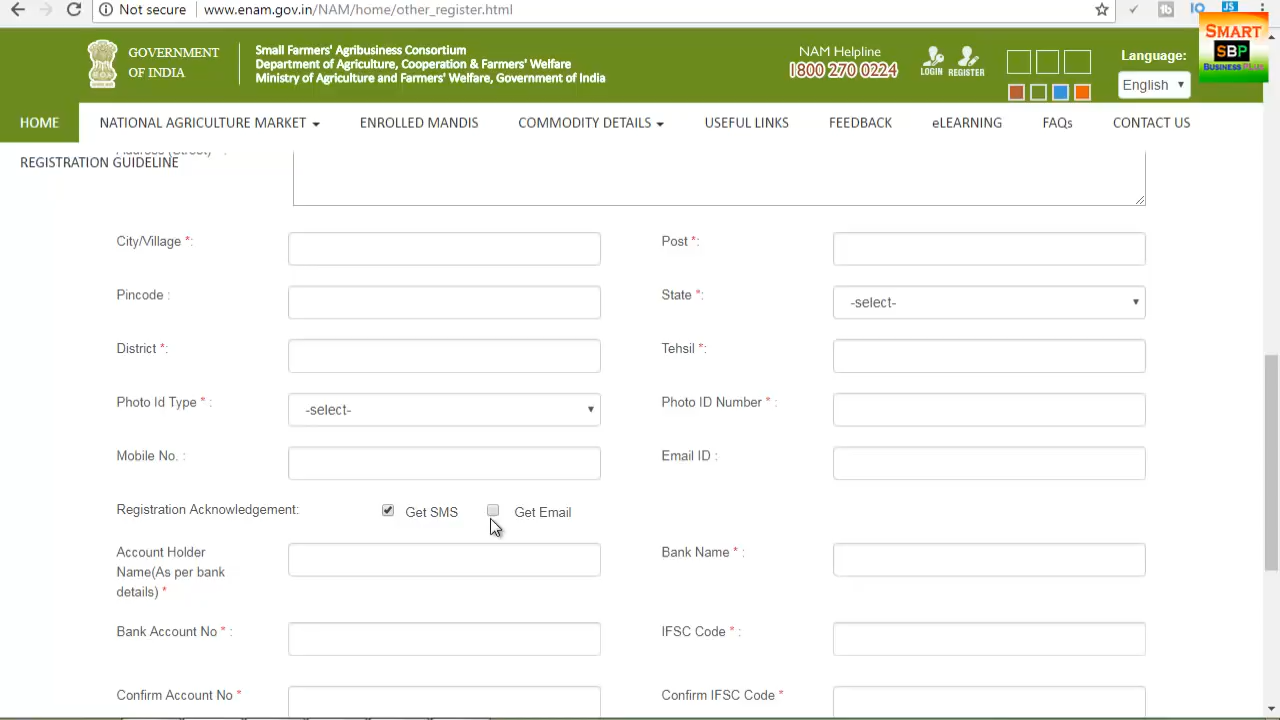 Not secure
www.enam.gov.in/NAM/home/other_register.html
SMART
SBP
BUSINESS PLUS
GOVERNMENT
OF INDIA
Small Farmers' Agribusiness Consortium
Department of Agriculture, Cooperation & Farmers' Welfare
Ministry of Agriculture and Farmers' Welfare, Government of India
NAM Helpline
1800 270 0224
LOGIN
REGISTER
Language:
English
HOME
NATIONAL AGRICULTURE MARKET
ENROLLED MANDIS
COMMODITY DETAILS
USEFUL LINKS
FEEDBACK
eLEARNING
FAQs
CONTACT US
REGISTRATION GUIDELINE
Address (Street) * :
City/Village *:
Post *:
Pincode :
State *:
-select-
District *:
Tehsil *:
Photo Id Type * :
-select-
Photo ID Number * :
Mobile No. :
Email ID :
Registration Acknowledgement:
Get SMS
Get Email
Account Holder
Name(As per bank
details) *
Bank Name * :
Bank Account No * :
IFSC Code * :
Confirm Account No *
Confirm IFSC Code *